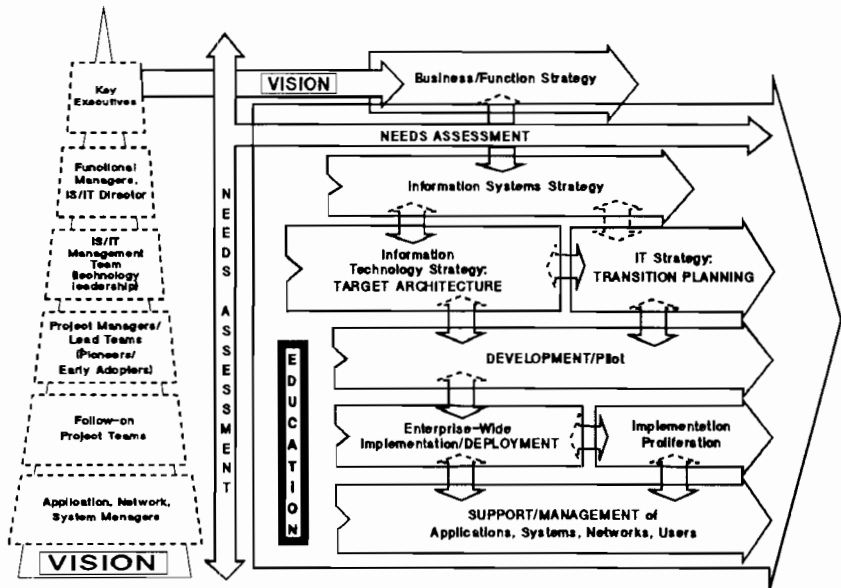 Key
Executives
Functional
Managers,
IS/IT Director
IS/IT
Management
Team
(technology
leadership)
Project Managers/
Lead Teams
(Pioneers/
Early Adopters)
Follow-on
Project Teams
Application, Network,
System Managers
VISION
NEEDS ASSESSMENT
VISION
Business/Function Strategy
NEEDS ASSESSMENT
Information Systems Strategy
Information
Technology Strategy:
TARGET ARCHITECTURE
IT Strategy:
TRANSITION PLANNING
EDUCATION
DEVELOPMENT/Pilot
Enterprise-Wide
Implementation/DEPLOYMENT
Implementation
Proliferation
SUPPORT/MANAGEMENT of
Applications, Systems, Networks, Users